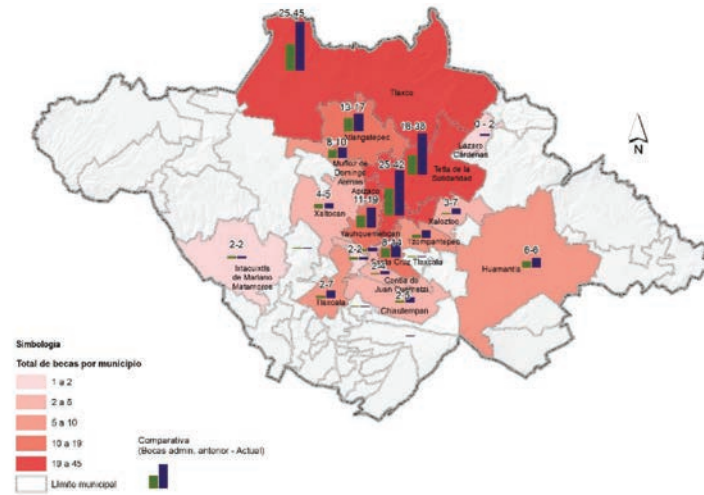 25-45
Tlaxco
13-17
Atlangatepec
0 - 2
Lázaro
Cárdenas
18-38
8-10
Muñoz de
Domingo
Arenas
Tetla de la
Solidaridad
25-42
Apizaco
4-5
Xaltocan
11-19
Yauhquemehcan
3-7
Xaloztoc
Tzompantepec
2-2
Ixtacuixtla
de Mariano
Matamoros
2-2
8-14
Santa Cruz Tlaxcala
6-6
Huamantla
Contla de
Juan Cuamatzi
2-7
Tlaxcala
Chiautempan
N
Simbología
Total de becas por municipio
1 a 2
2 a 5
5 a 10
10 a 19
19 a 45
Límite municipal
Comparativa
(Becas admin. anterior - Actual)